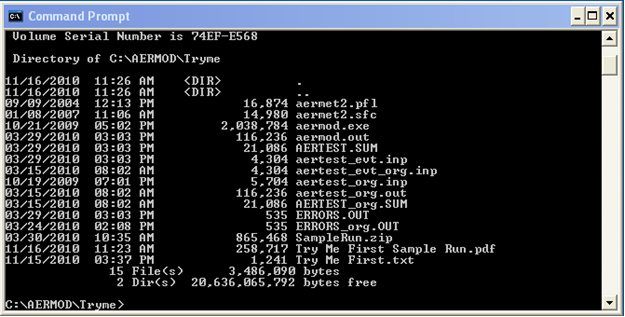 Command Prompt
Volume Serial Number is 74EF-E568
Directory of C:\AERMOD\Tryme
11/16/2010  11:26 AM    <DIR>          .
11/16/2010  11:26 AM    <DIR>          ..
09/09/2004  12:13 PM            16,874 aermet2.pfl
01/08/2007  11:06 AM            14,980 aermet2.sfc
10/21/2009  05:02 PM         2,038,784 aermod.exe
03/29/2010  03:03 PM           116,236 aermod.out
03/29/2010  03:03 PM            21,086 AERTEST.SUM
03/29/2010  03:03 PM             4,304 aertest_evt.inp
03/15/2010  08:02 AM             4,304 aertest_evt_org.inp
10/19/2009  07:01 PM             5,704 aertest_org.inp
03/15/2010  08:02 AM           116,236 aertest_org.out
03/15/2010  08:02 AM            21,086 AERTEST_org.SUM
03/29/2010  03:03 PM               535 ERRORS.OUT
03/24/2010  02:08 PM               535 ERRORS_org.OUT
03/30/2010  10:35 AM           865,468 SampleRun.zip
11/16/2010  11:23 AM           258,717 Try Me First Sample Run.pdf
11/15/2010  03:37 PM             1,241 Try Me First.txt
15 File(s)      3,486,090 bytes
2 Dir(s)  20,636,065,792 bytes free
C:\AERMOD\Tryme>